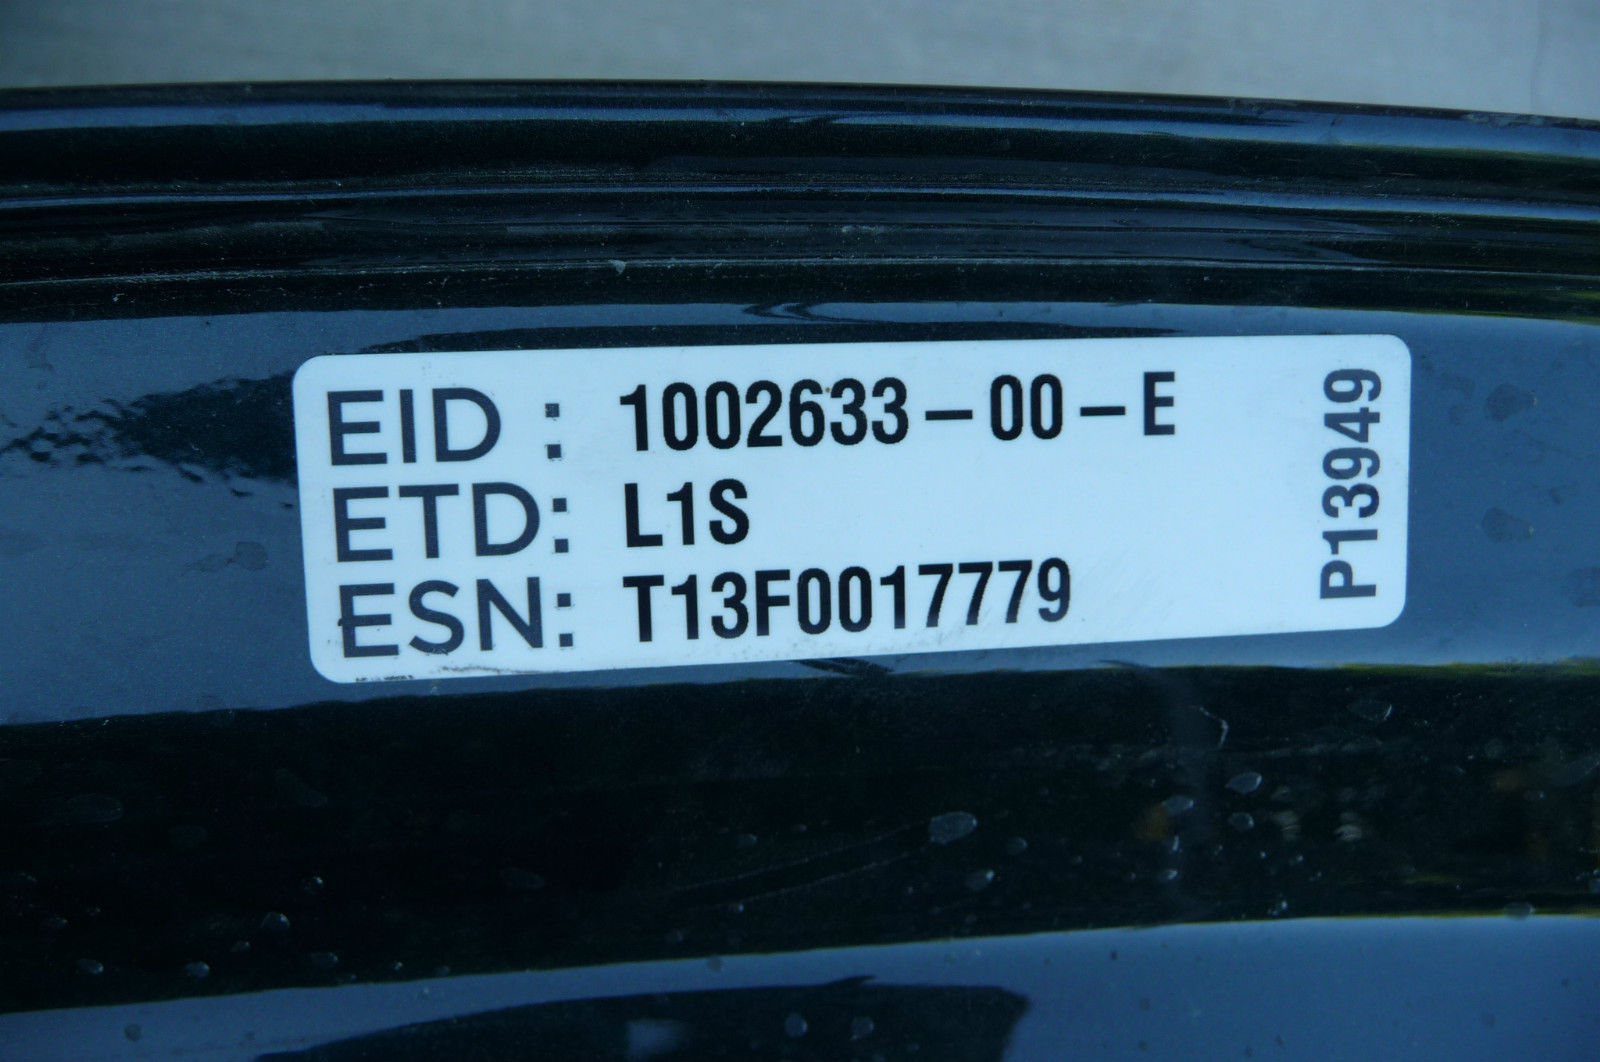 EID : 1002633-00-E
ETD: L1S
ESN: T13F0017779
P13949